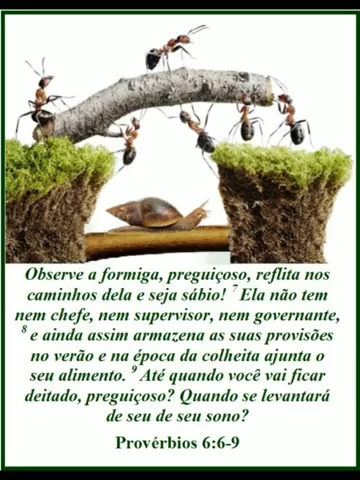 Observe a formiga, preguiçoso, reflita nos
caminhos dela e seja sábio! ⁷ Ela não tem
nem chefe, nem supervisor, nem governante,
⁸ e ainda assim armazena as suas provisões
no verão e na época da colheita ajunta o
seu alimento. ⁹ Até quando você vai ficar
deitado, preguiçoso? Quando se levantará
de seu de seu sono?
Provérbios 6:6-9